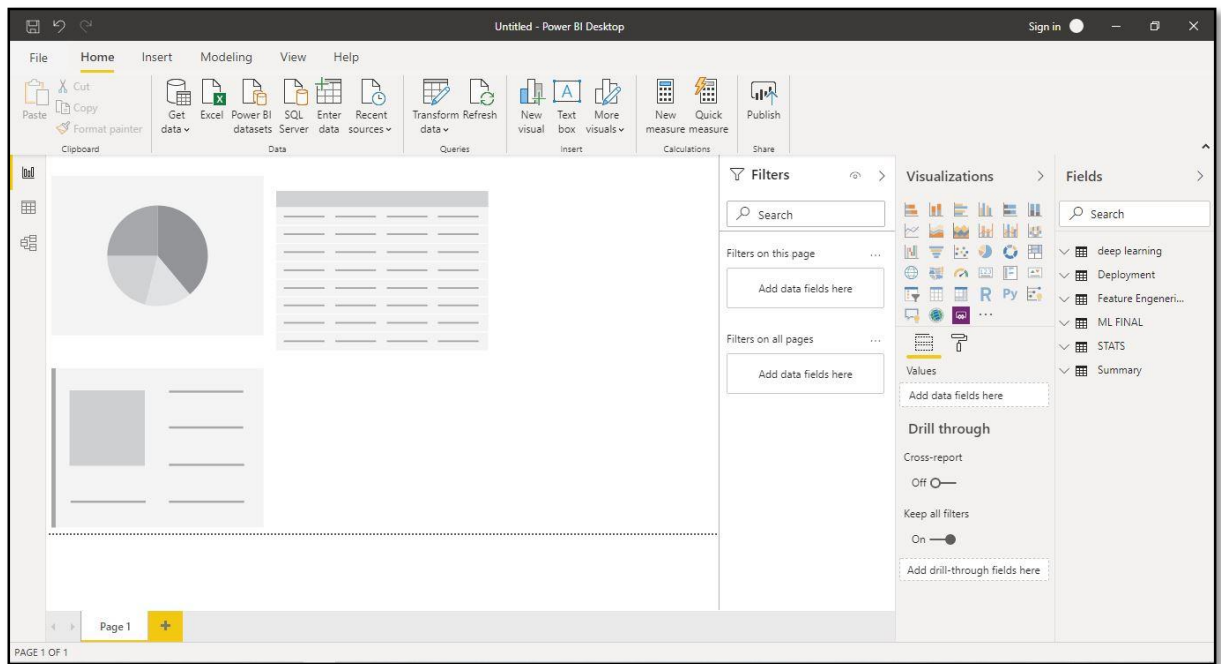 Untitled - Power BI Desktop
Sign in
File Home Insert Modeling View Help
Paste
Cut
Copy
Format painter
Clipboard
Get data
Excel
Power BI datasets
SQL Server
Enter data
Recent sources
Data
Transform data
Refresh
Queries
New visual
Text box
More visuals
Insert
New measure
Quick measure
Calculations
Publish
Share
Filters
Search
Filters on this page ...
Add data fields here
Filters on all pages ...
Add data fields here
Visualizations
R Py
123
...
Values
Add data fields here
Drill through
Cross-report
Off
Keep all filters
On
Add drill-through fields here
Fields
Search
deep learning
Deployment
Feature Engeneri...
ML FINAL
STATS
Summary
Page 1
+
PAGE 1 OF 1